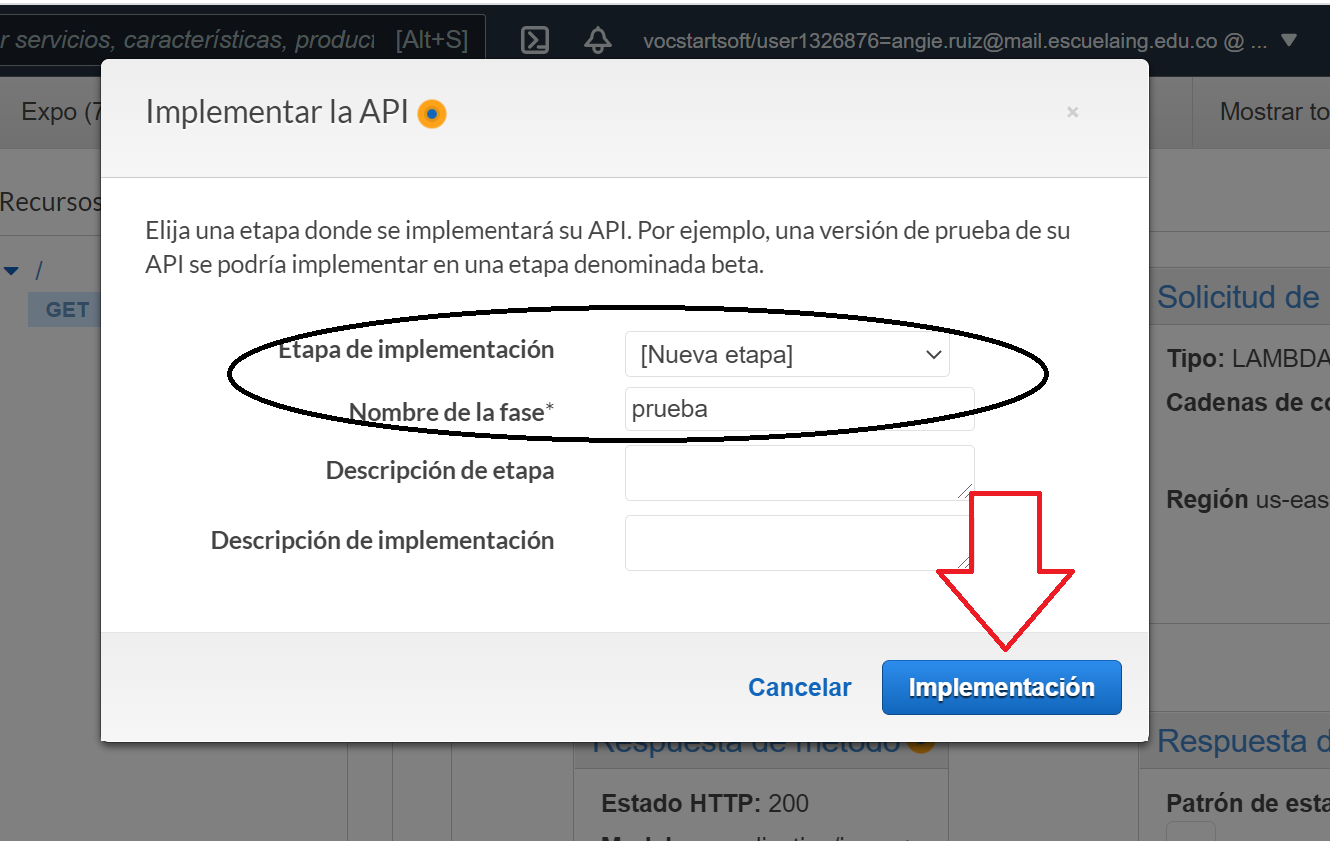 r servicios, características, product [Alt+S]
vocstartsoft/user1326876=angie.ruiz@mail.escuelaing.edu.co @ ...
Expo (7
Mostrar to
Implementar la API
×
Recursos
Elija una etapa donde se implementará su API. Por ejemplo, una versión de prueba de su
API se podría implementar en una etapa denominada beta.
/
GET
Solicitud de
Etapa de implementación [Nueva etapa]
Tipo: LAMBDA
Nombre de la fase* prueba
Cadenas de co
Descripción de etapa
Región us-eas
Descripción de implementación
Cancelar Implementación
Respuesta de método
Respuesta d
Estado HTTP: 200
Patrón de esta